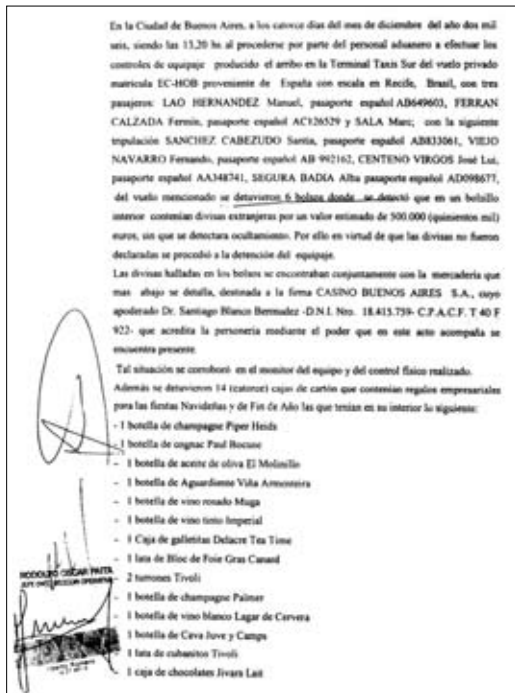 En la Ciudad de Buenos Aires, a los catorce días del mes de diciembre del año dos mil
seis, siendo las 13,20 hs al procederse por parte del personal aduanero a efectuar los
controles de equipaje producido el arribo en la Terminal Taxis Sur del vuelo privado
matricula EC-HOB proveniente de España con escala en Recife, Brasil, con tres
pasajeros: LAO HERNANDEZ Manuel, pasaporte español AB649603, FERRAN
CALZADA Fermín, pasaporte español AC126529 y SALA Marc; con la siguiente
tripulación SANCHEZ CABEZUDO Santia, pasaporte español AB833061, VIEJO
NAVARRO Fernando, pasaporte español AB 992162, CENTENO VIRGOS José Lui,
pasaporte español AA348741, SEGURA BADIA Alba pasaporte español AD098677,
del vuelo mencionado se detuvieron 6 bolsos donde se detectó que en un bolsillo
interior contenían divisas extranjeras por un valor estimado de 500.000 (quinientos mil)
euros, sin que se detectara ocultamiento. Por ello en virtud de que las divisas no fueron
declaradas se procedió a la detención del equipaje.
Las divisas halladas en los bolsos se encontraban conjuntamente con la mercadería que
mas abajo se detalla, destinada a la firma CASINO BUENOS AIRES S.A., cuyo
apoderado Dr. Santiago Blanco Bermudez -D.N.I. Nro. 18.413.759- C.P.A.C.F. T 40 F
922- que acredita la personería mediante el poder que en este acto acompaña se
encuentra presente.
Tal situación se corroboró en el monitor del equipo y del control físico realizado.
Además se detuvieron 14 (catorce) cajas de cartón que contenían regalos empresariales
para las fiestas Navideñas y de Fin de Año las que tenían en su interior lo siguiente:
- 1 botella de champagne Piper Heids
- 1 botella de cognac Paul Bocuse
- 1 botella de aceite de oliva El Molinillo
- 1 botella de Aguardiente Viña Armenteira
- 1 botella de vino rosado Muga
- 1 botella de vino tinto Imperial
- 1 Caja de galletitas Delacre Tea Time
- 1 lata de Bloc de Foie Gras Canard
- 2 turrones Tivoli
- 1 botella de champagne Palmer
- 1 botella de vino blanco Lagar de Cervera
- 1 botella de Cava Juve y Camps
- 1 lata de cubanitos Tivoli
- 1 caja de chocolates Jivara Lait
RODOLFO OSCAR PAITA